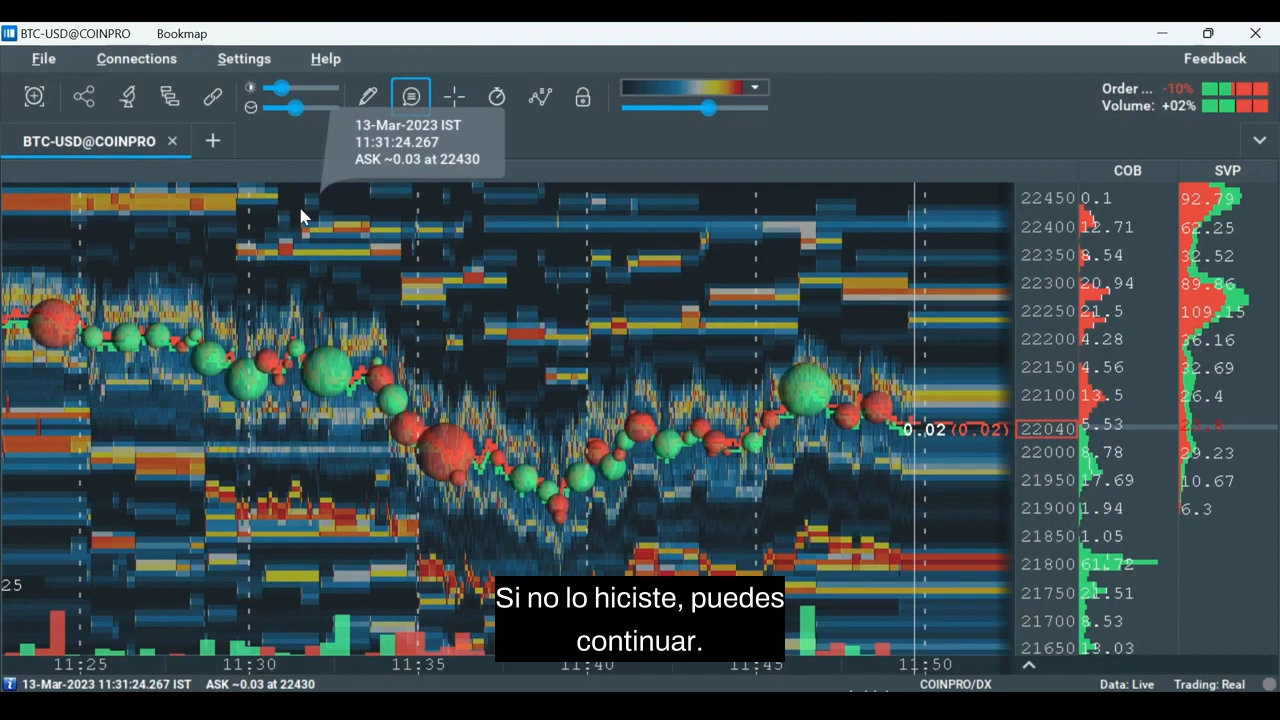 BTC-USD@COINPRO Bookmap
File Connections Settings Help Feedback
Order ... -10%
Volume: +02%
13-Mar-2023 IST
11:31:24.267
ASK ~0.03 at 22430
BTC-USD@COINPRO
COB SVP
22450 0.1 92.79
22400 12.71 62.25
22350 8.54 32.52
22300 20.94 89.86
22250 21.5 109.15
22200 4.28 36.16
22150 4.56 32.69
22100 13.5 26.4
0.02 (0.02) 22040 5.53
22000 8.78 29.23
21950 17.69 10.67
21900 1.94 6.3
21850 1.05
21800 61.72
25
21750 21.51
21700 8.53
21650 13.03
Si no lo hiciste, puedes
continuar.
11:25 11:30 11:35 11:40 11:45 11:50
13-Mar-2023 11:31:24.267 IST ASK ~0.03 at 22430 COINPRO/DX Data: Live Trading: Real